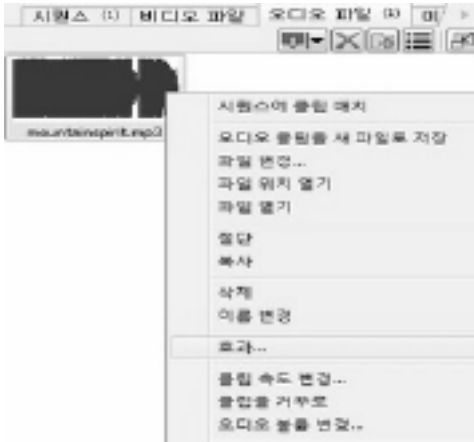 시퀀스 (1) 비디오 파일 오디오 파일 (1) 이
mountainspirit.mp3
시퀀스에 클립 배치
오디오 클립을 새 파일로 저장
파일 변경...
파일 위치 열기
파일 열기
절단
복사
삭제
이름 변경
효과...
클립 속도 변경...
클립을 거꾸로
오디오 볼륨 변경...